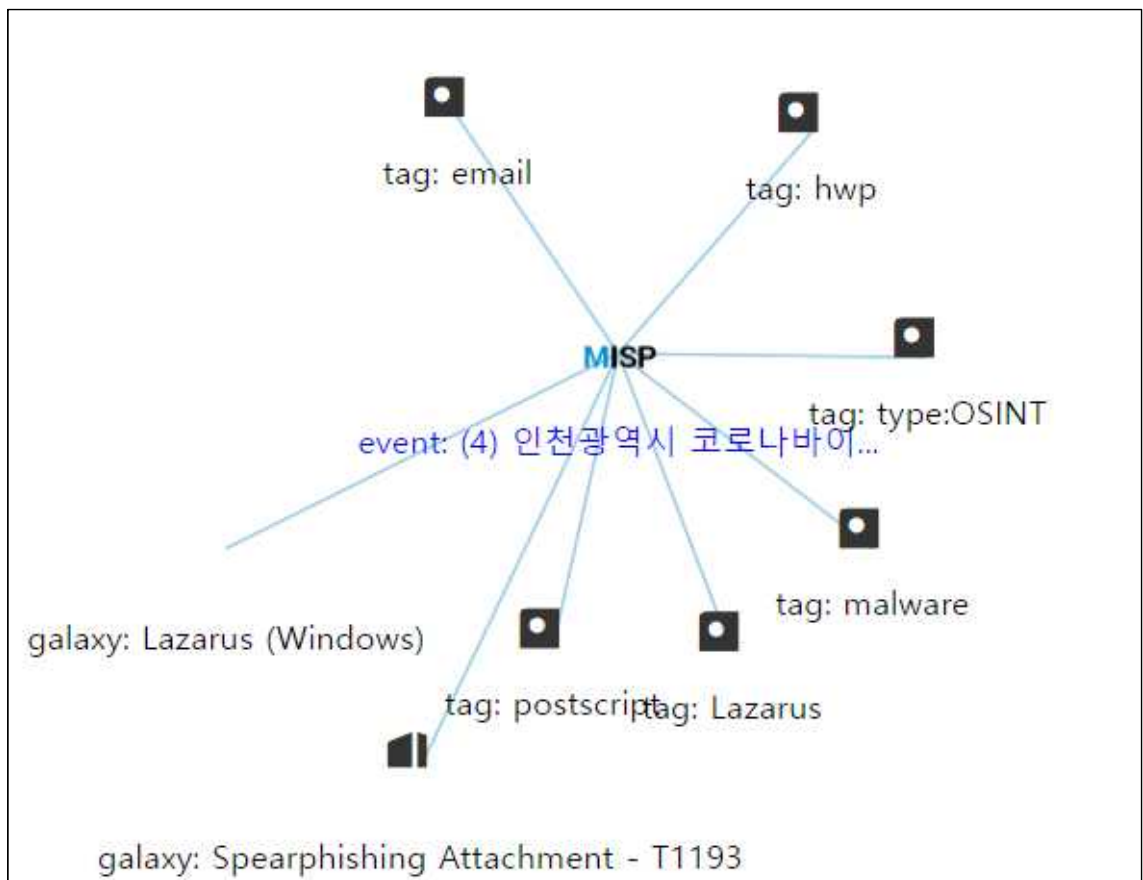 tag: email
tag: hwp
MISP
tag: type:OSINT
event: (4) 인천광역시 코로나바이...
tag: malware
galaxy: Lazarus (Windows)
tag: postscript
tag: Lazarus
galaxy: Spearphishing Attachment - T1193